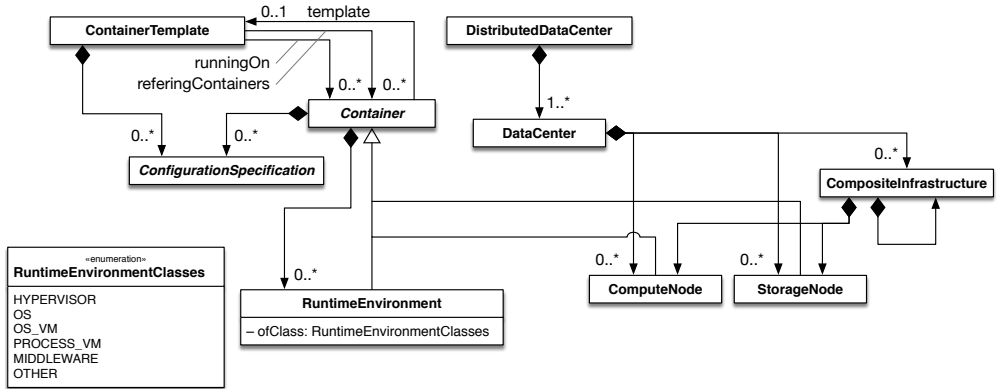 0..1 template
ContainerTemplate
DistributedDataCenter
runningOn
referingContainers
0..* 0..*
Container
1..*
DataCenter
0..* 0..*
ConfigurationSpecification
0..*
CompositeInfrastructure
«enumeration»
RuntimeEnvironmentClasses
HYPERVISOR
OS
OS_VM
PROCESS_VM
MIDDLEWARE
OTHER
0..*
RuntimeEnvironment
– ofClass: RuntimeEnvironmentClasses
0..* 0..*
ComputeNode
StorageNode